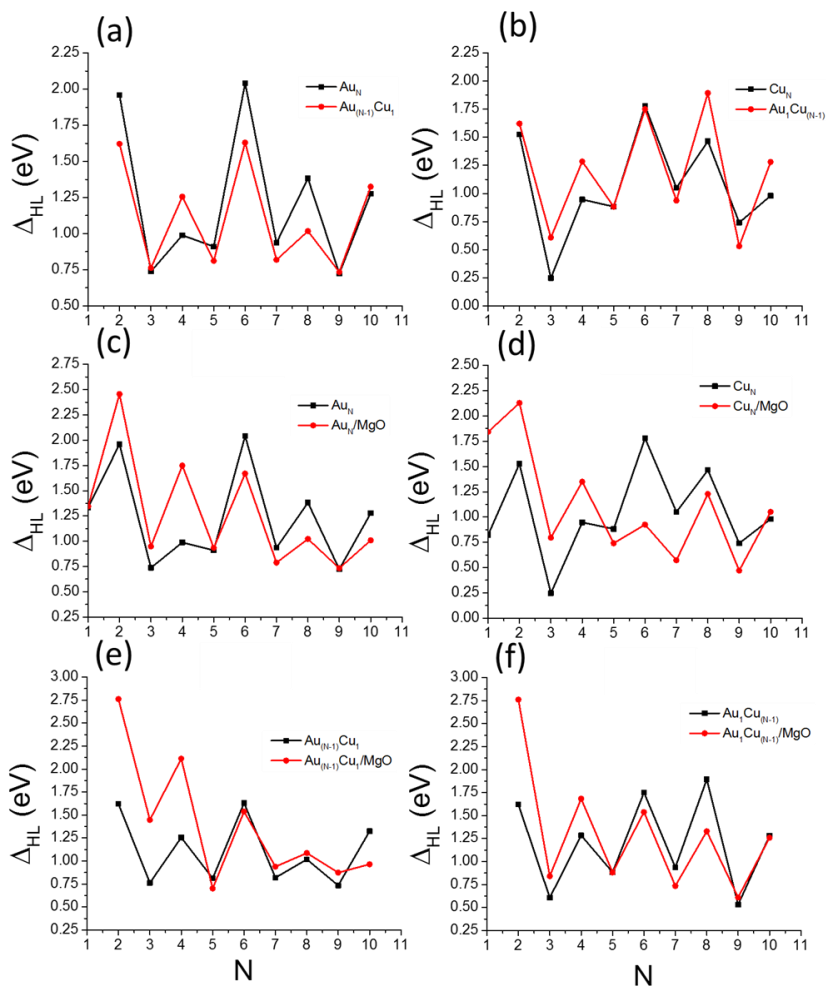 (a)
Δ_HL (eV)
2.25
2.00
1.75
1.50
1.25
1.00
0.75
0.50
Au_N
Au_(N-1)Cu_1
1 2 3 4 5 6 7 8 9 10 11
(b)
Δ_HL (eV)
2.25
2.00
1.75
1.50
1.25
1.00
0.75
0.50
0.25
0.00
Cu_N
Au_1Cu_(N-1)
1 2 3 4 5 6 7 8 9 10 11
(c)
Δ_HL (eV)
2.75
2.50
2.25
2.00
1.75
1.50
1.25
1.00
0.75
0.50
0.25
Au_N
Au_N/MgO
1 2 3 4 5 6 7 8 9 10 11
(d)
Δ_HL (eV)
2.50
2.25
2.00
1.75
1.50
1.25
1.00
0.75
0.50
0.25
0.00
Cu_N
Cu_N/MgO
1 2 3 4 5 6 7 8 9 10 11
(e)
Δ_HL (eV)
3.00
2.75
2.50
2.25
2.00
1.75
1.50
1.25
1.00
0.75
0.50
0.25
Au_(N-1)Cu_1
Au_(N-1)Cu_1/MgO
1 2 3 4 5 6 7 8 9 10 11
N
(f)
Δ_HL (eV)
3.00
2.75
2.50
2.25
2.00
1.75
1.50
1.25
1.00
0.75
0.50
0.25
Au_1Cu_(N-1)
Au_1Cu_(N-1)/MgO
1 2 3 4 5 6 7 8 9 10 11
N